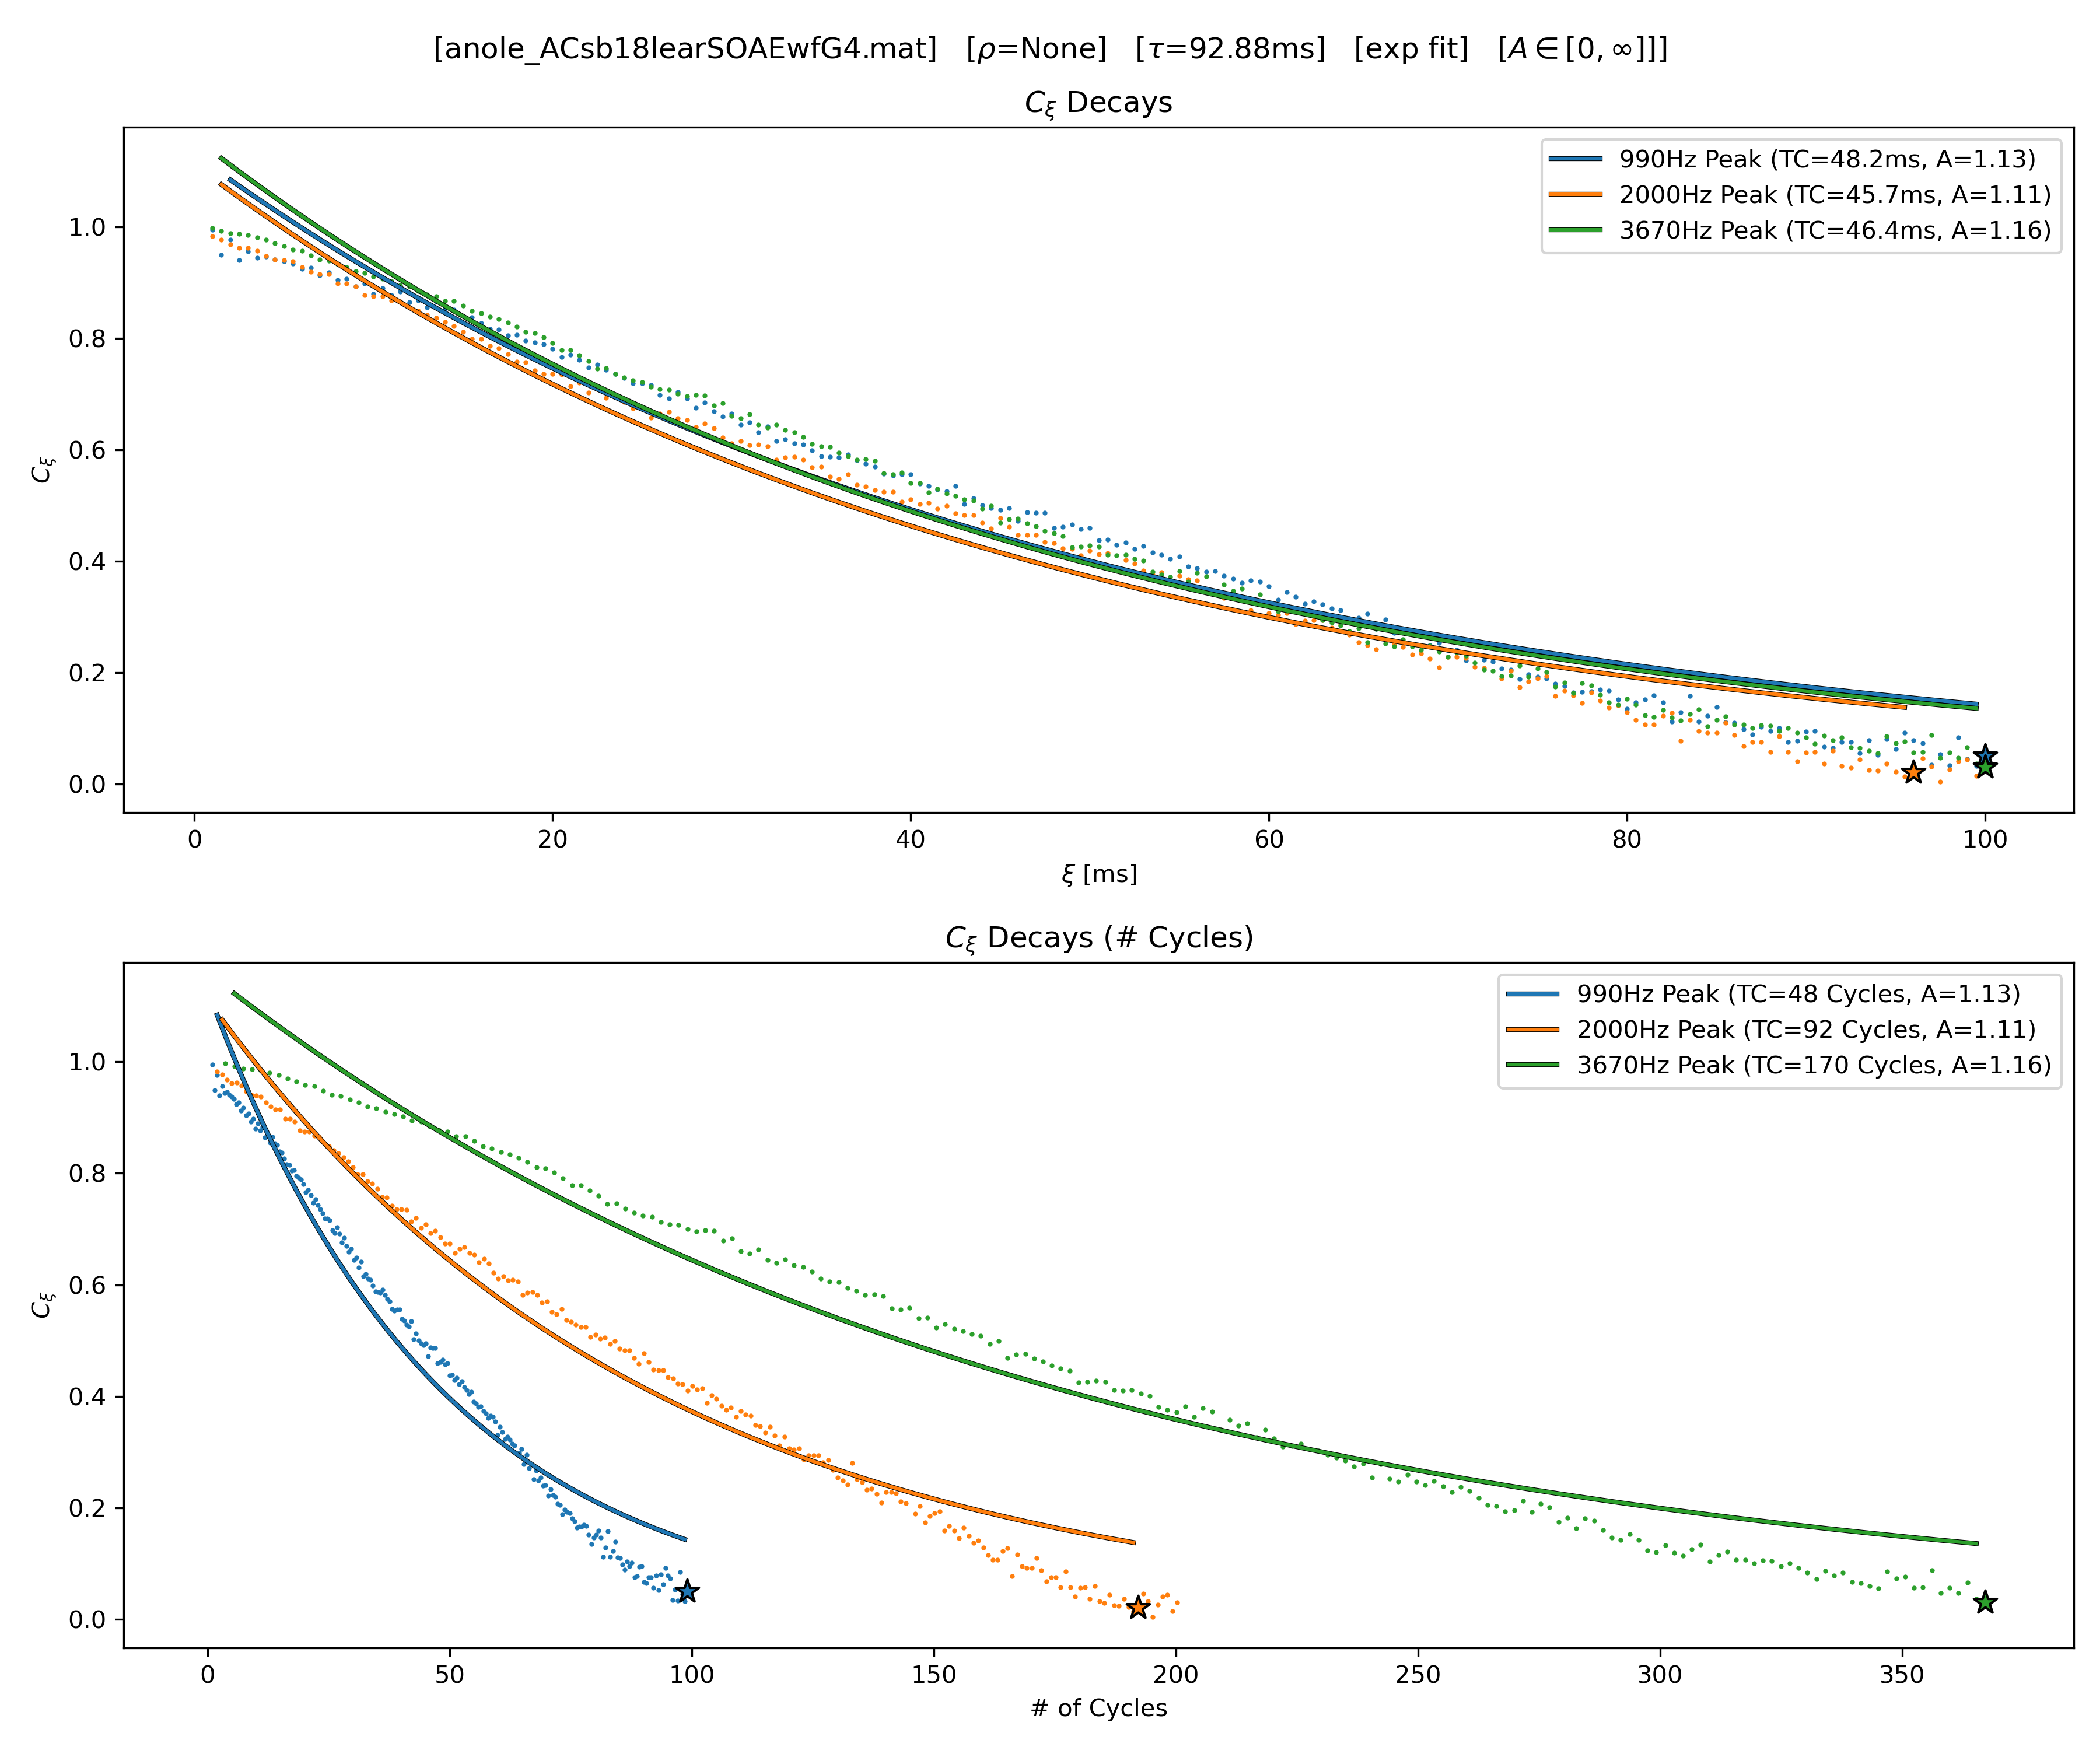 [anole_ACsb18learSOAEwfG4.mat] [ρ=None] [τ=92.88ms] [exp fit] [A ∈ [0, ∞]]]
C_ξ Decays
990Hz Peak (TC=48.2ms, A=1.13)
2000Hz Peak (TC=45.7ms, A=1.11)
3670Hz Peak (TC=46.4ms, A=1.16)
1.0
0.8
0.6
0.4
0.2
0.0
C_ξ
0 20 40 60 80 100
ξ [ms]
C_ξ Decays (# Cycles)
990Hz Peak (TC=48 Cycles, A=1.13)
2000Hz Peak (TC=92 Cycles, A=1.11)
3670Hz Peak (TC=170 Cycles, A=1.16)
1.0
0.8
0.6
0.4
0.2
0.0
C_ξ
0 50 100 150 200 250 300 350
# of Cycles